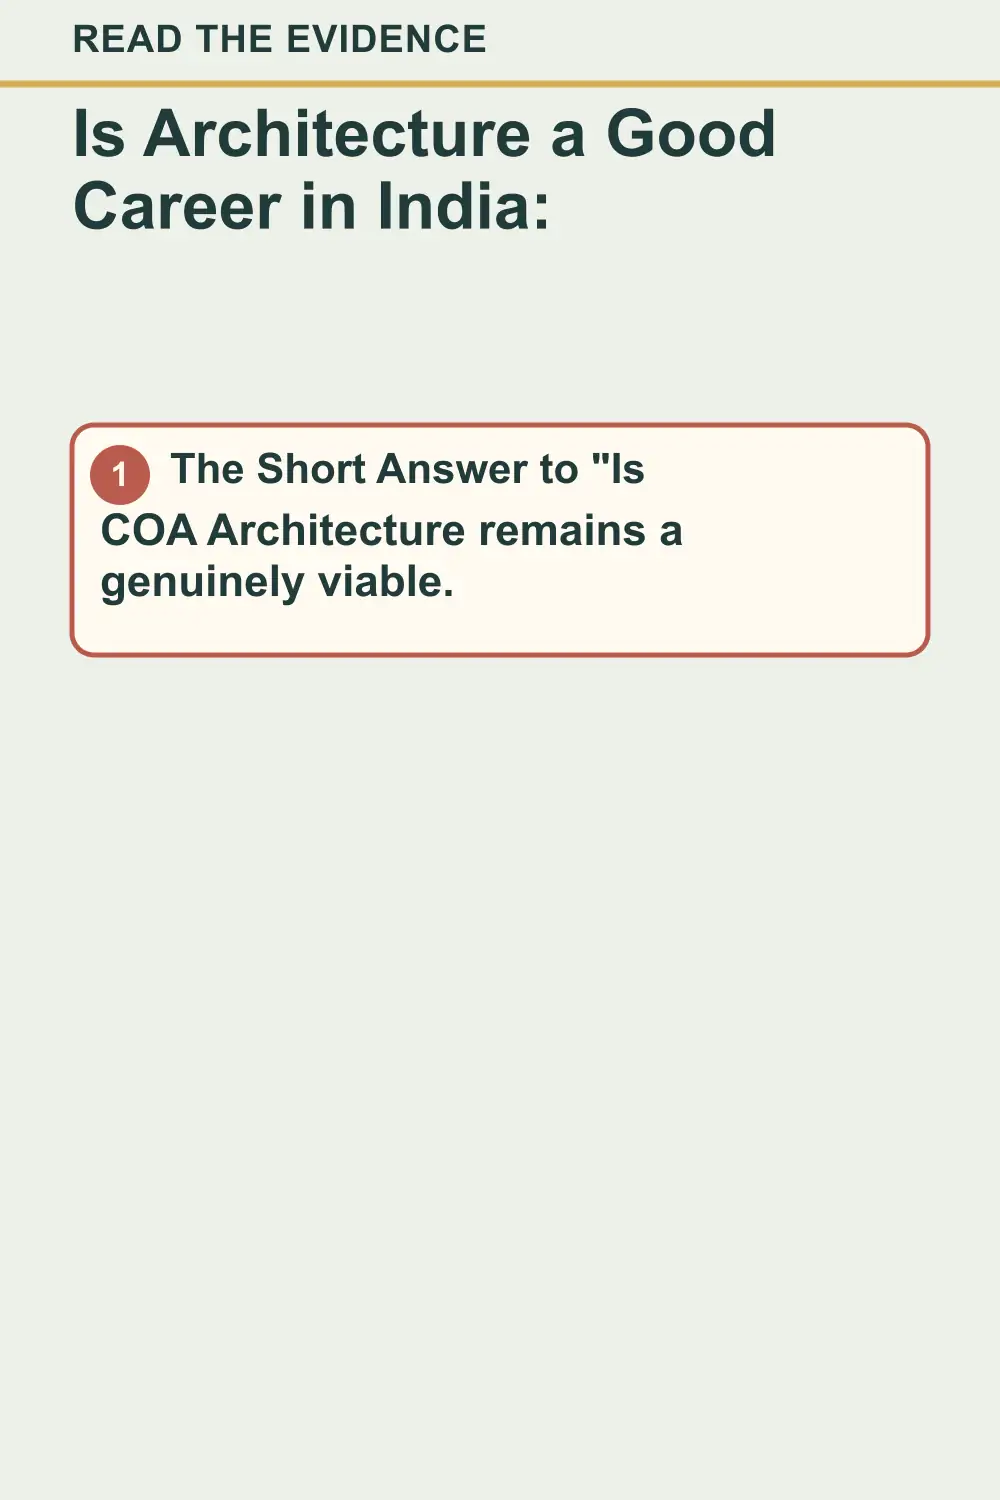 READ THE EVIDENCE
Is Architecture a Good
Career in India:
1 The Short Answer to "Is
COA Architecture remains a
genuinely viable.